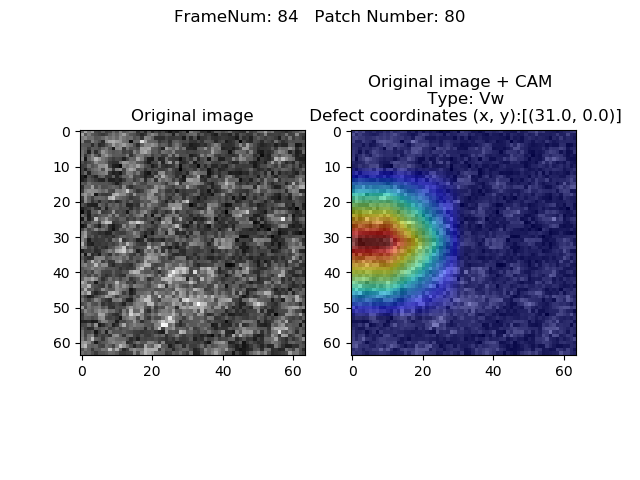 FrameNum: 84   Patch Number: 80
Original image
0
10
20
30
40
50
60
0 20 40 60
Original image + CAM
Type: Vw
Defect coordinates (x, y):[(31.0, 0.0)]
0
10
20
30
40
50
60
0 20 40 60